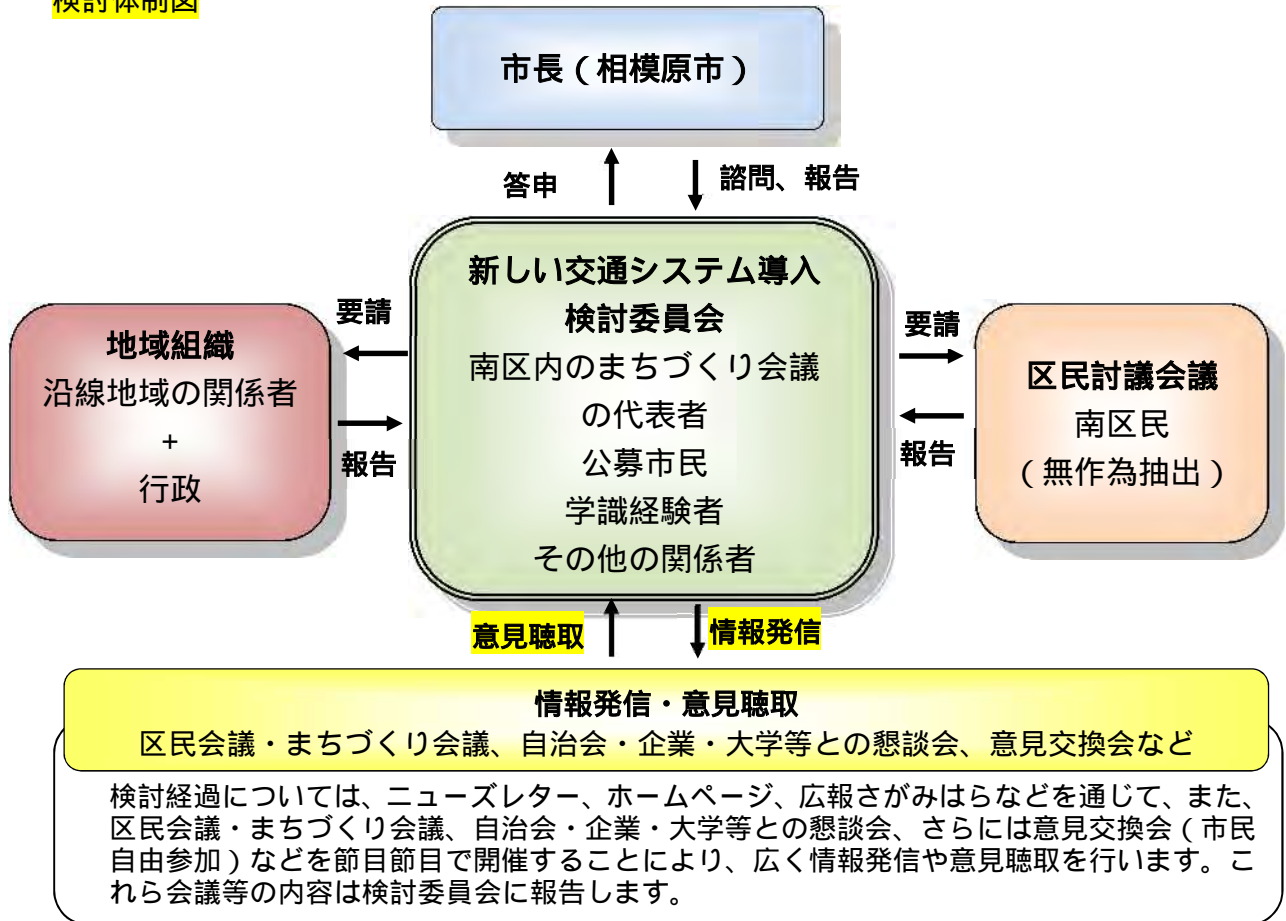 検討体制図
市長（相模原市）
答申
諮問、報告
新しい交通システム導入
検討委員会
南区内のまちづくり会議
の代表者
公募市民
学識経験者
その他の関係者
要請
報告
地域組織
沿線地域の関係者
+
行政
要請
報告
区民討議会議
南区民
（無作為抽出）
意見聴取
情報発信
情報発信・意見聴取
区民会議・まちづくり会議、自治会・企業・大学等との懇談会、意見交換会など
検討経過については、ニューズレター、ホームページ、広報さがみはらなどを通じて、また、
区民会議・まちづくり会議、自治会・企業・大学等との懇談会、さらには意見交換会（市民
自由参加）などを節目節目で開催することにより、広く情報発信や意見聴取を行います。こ
れら会議等の内容は検討委員会に報告します。